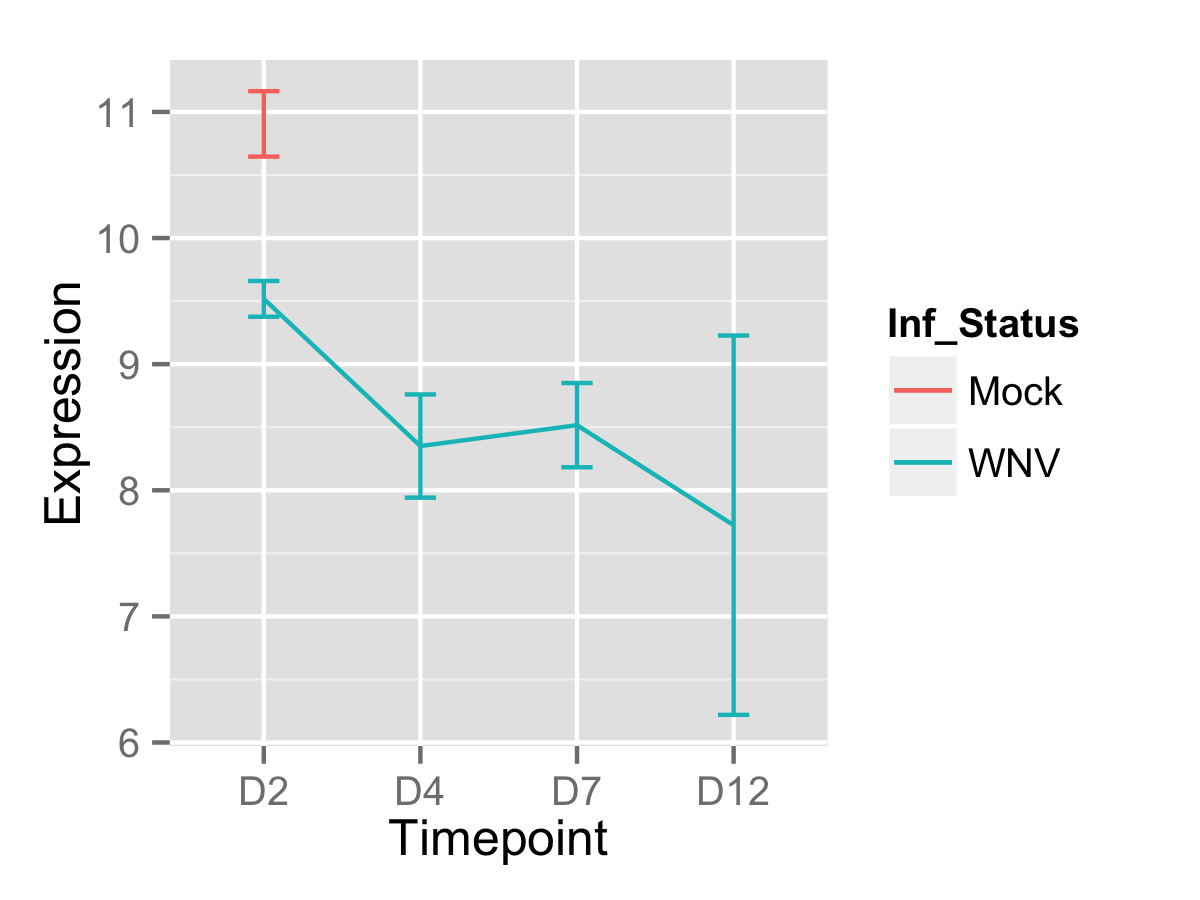 11
10
9
8
7
6
Expression
D2 D4 D7 D12
Timepoint
Inf_Status
Mock
WNV